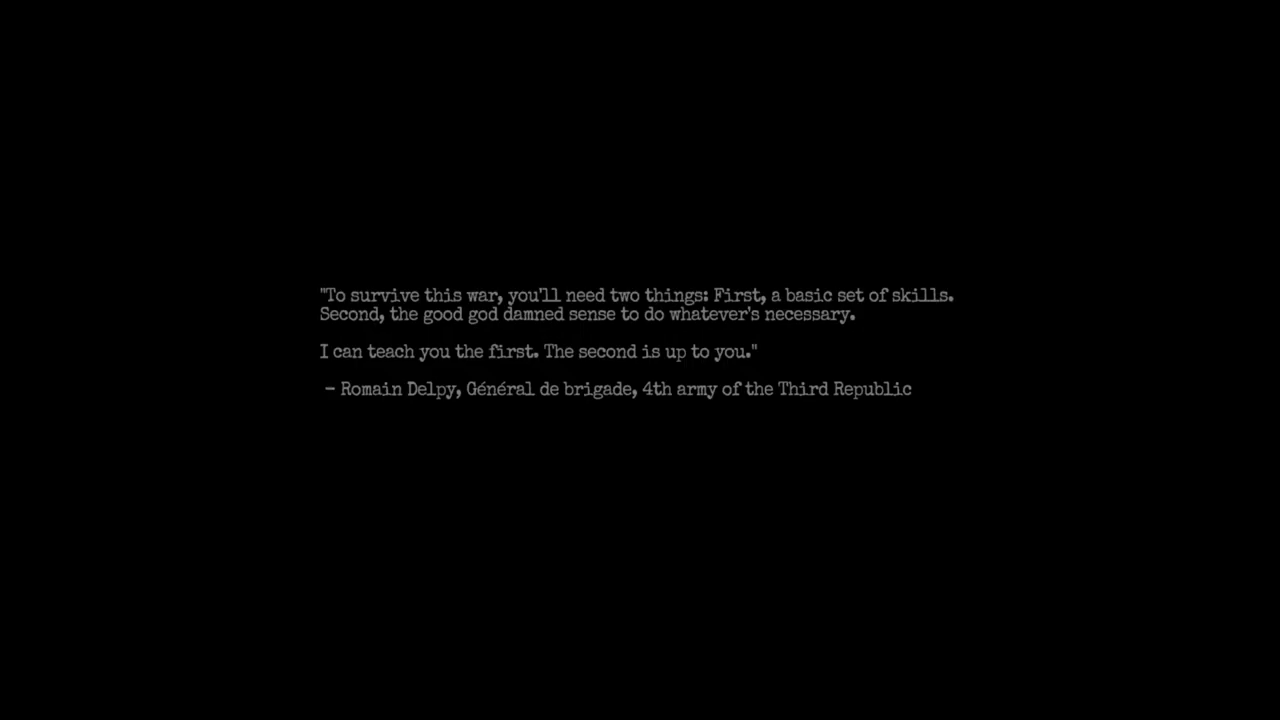 "To survive this war, you'll need two things: First, a basic set of skills.
Second, the good god damned sense to do whatever's necessary.
I can teach you the first. The second is up to you."
- Romain Delpy, Général de brigade, 4th army of the Third Republic